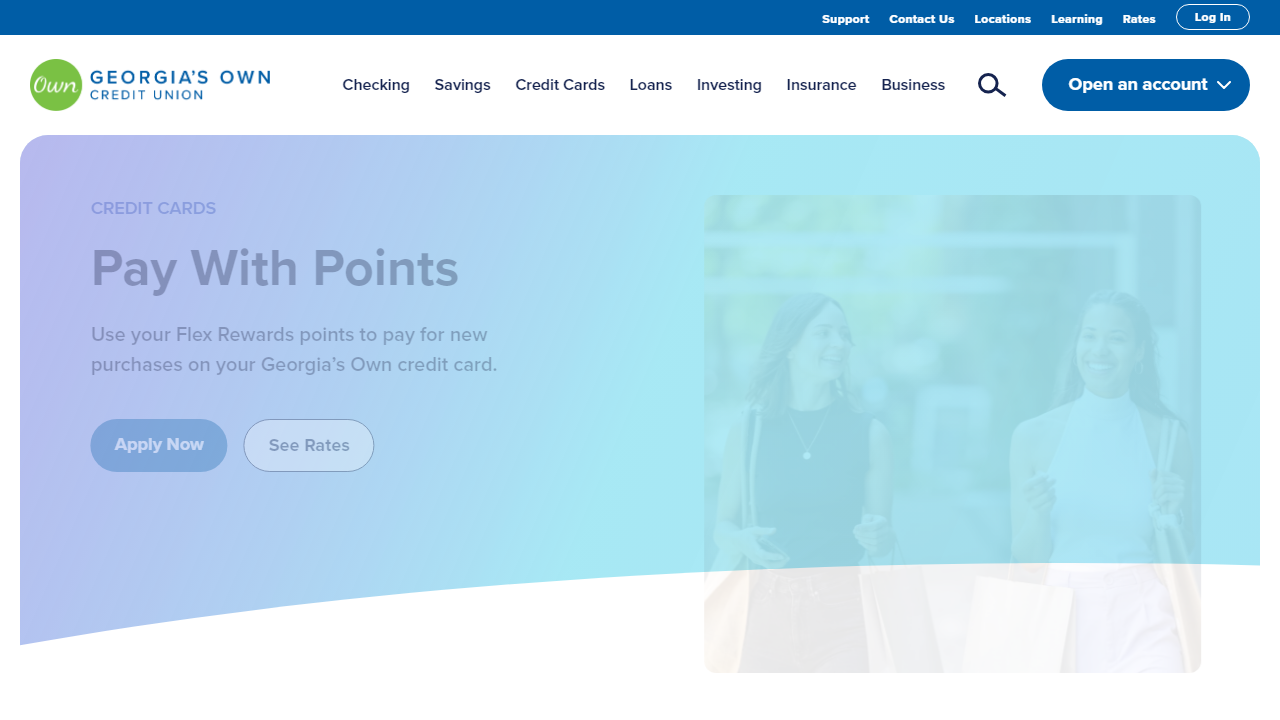 Support Contact Us Locations Learning Rates Log In
Own GEORGIA'S OWN
CREDIT UNION
Checking Savings Credit Cards Loans Investing Insurance Business Open an account
CREDIT CARDS
Pay With Points
Use your Flex Rewards points to pay for new
purchases on your Georgia’s Own credit card.
Apply Now See Rates